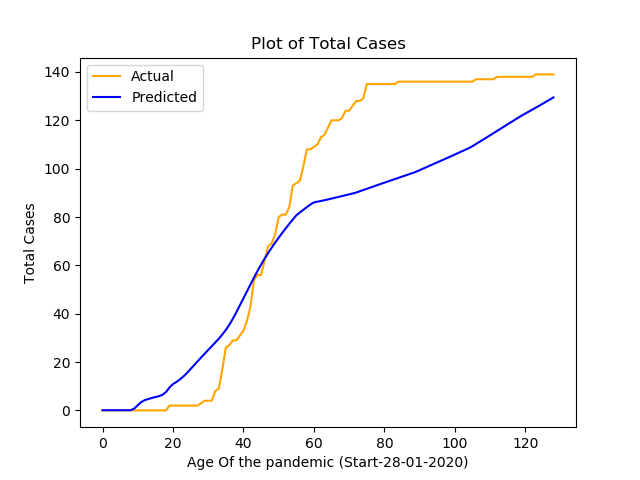 Plot of Total Cases
Actual
Predicted
140
120
100
80
60
40
20
0
Total Cases
0 20 40 60 80 100 120
Age Of the pandemic (Start-28-01-2020)